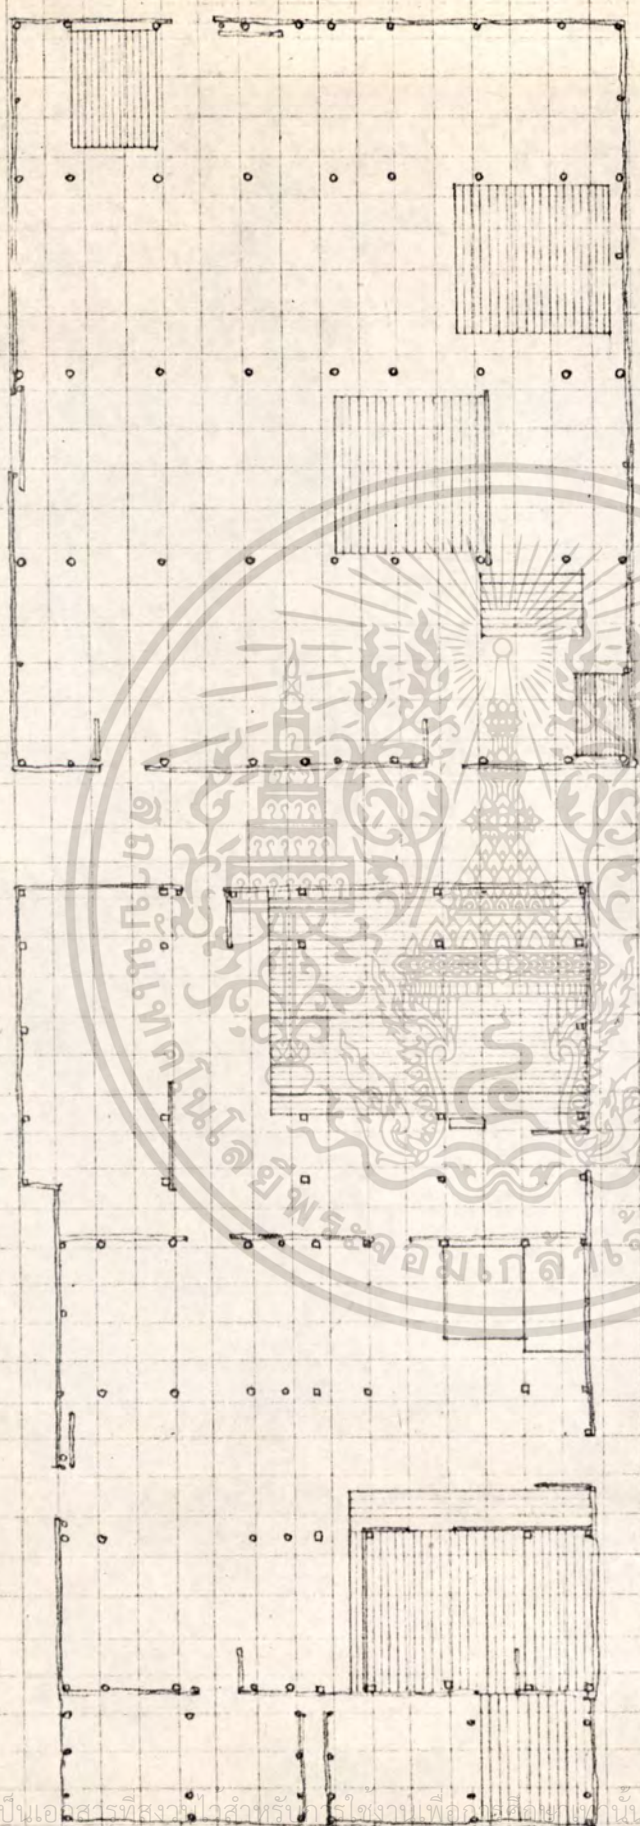 สถาบันเทคโนโลยีพระจอมเกล้าเจ้
เป็นเอกสารที่สงวนไว้สำหรับการใช้งานเพื่อการศึกษาเท่านั้น